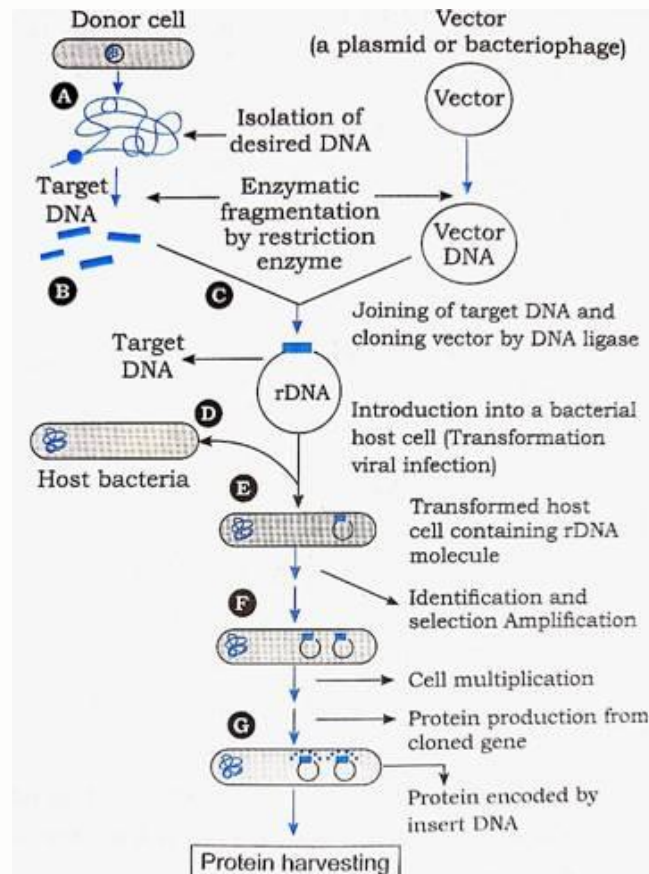 Donor cell
Vector
(a plasmid or bacteriophage)
Vector
A
Isolation of
desired DNA
Target
DNA
Enzymatic
fragmentation
by restriction
enzyme
Vector
DNA
B
C
Joining of target DNA and
cloning vector by DNA ligase
Target
DNA
rDNA
D
Introduction into a bacterial
host cell (Transformation
viral infection)
Host bacteria
E
Transformed host
cell containing rDNA
molecule
Identification and
selection Amplification
F
Cell multiplication
Protein production from
cloned gene
G
Protein encoded by
insert DNA
Protein harvesting